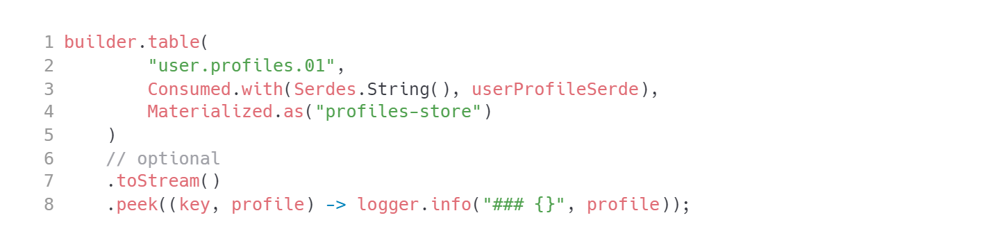 1 builder.table(
2         "user.profiles.01",
3         Consumed.with(Serdes.String(), userProfileSerde),
4         Materialized.as("profiles-store")
5     )
6     // optional
7     .toStream()
8     .peek((key, profile) -> logger.info("### {}", profile));